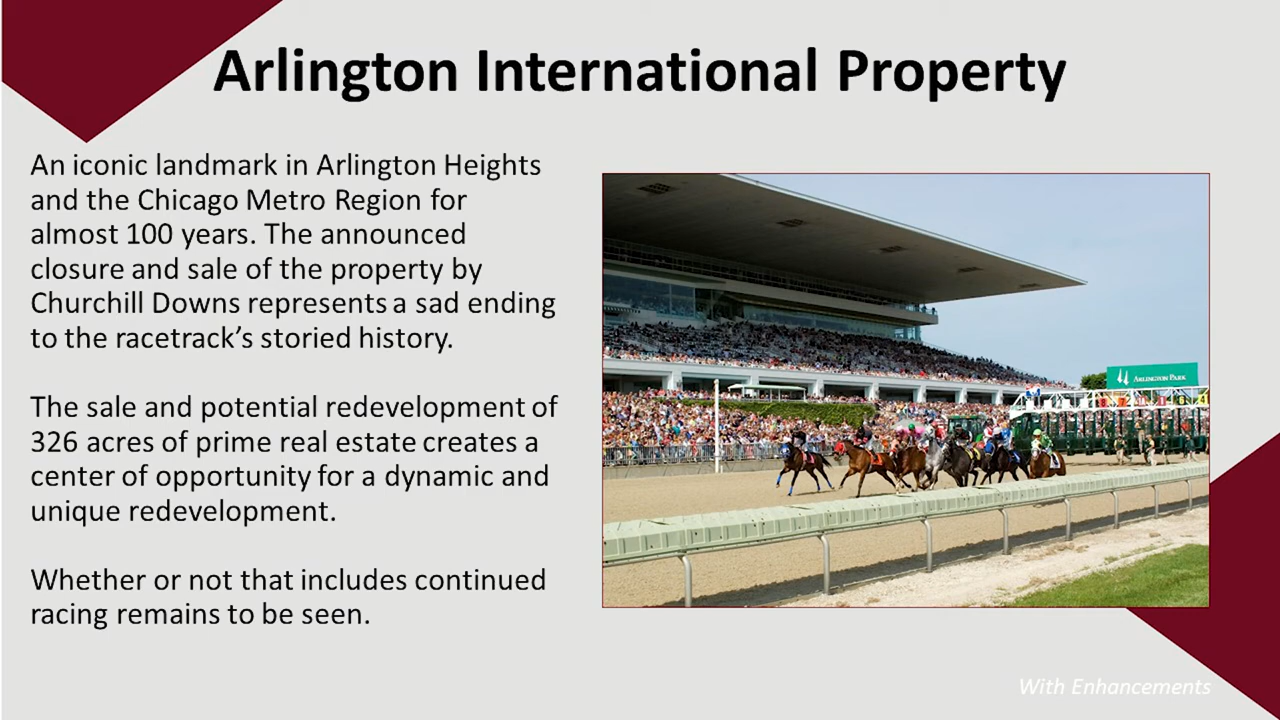 Arlington International Property
An iconic landmark in Arlington Heights
and the Chicago Metro Region for
almost 100 years. The announced
closure and sale of the property by
Churchill Downs represents a sad ending
to the racetrack's storied history.
The sale and potential redevelopment of
326 acres of prime real estate creates a
center of opportunity for a dynamic and
unique redevelopment.
Whether or not that includes continued
racing remains to be seen.
ARLINGTON PARK
With Enhancements